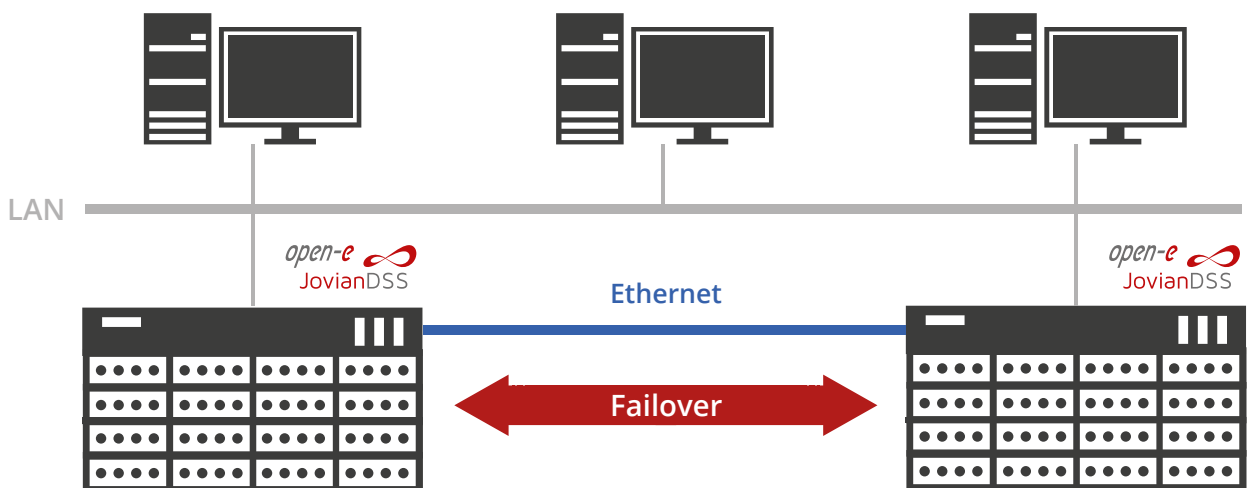 LAN
open-e
JovianDSS
Ethernet
open-e
JovianDSS
Failover